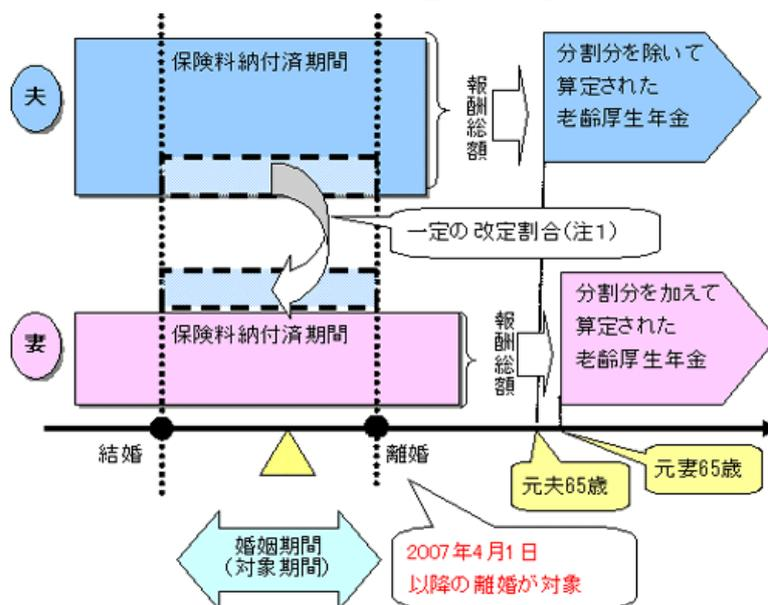 夫
保険料納付済期間
報酬総額
分割分を除いて
算定された
老齢厚生年金
一定の改定割合(注1)
妻
保険料納付済期間
報酬総額
分割分を加えて
算定された
老齢厚生年金
結婚
離婚
元夫65歳
元妻65歳
婚姻期間
(対象期間)
2007年4月1日
以降の離婚が対象